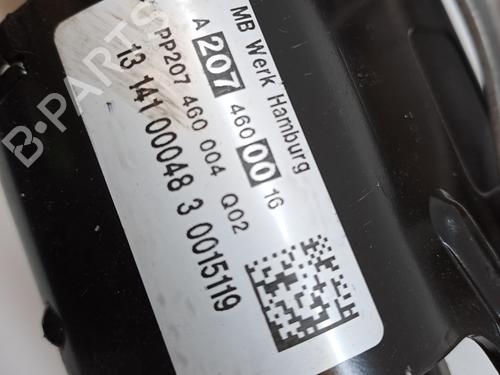 MB Werk Hamburg
A 207 460 00 16
PP207 460 004 Q02
13 141 00048 3 0015119
B-PARTS